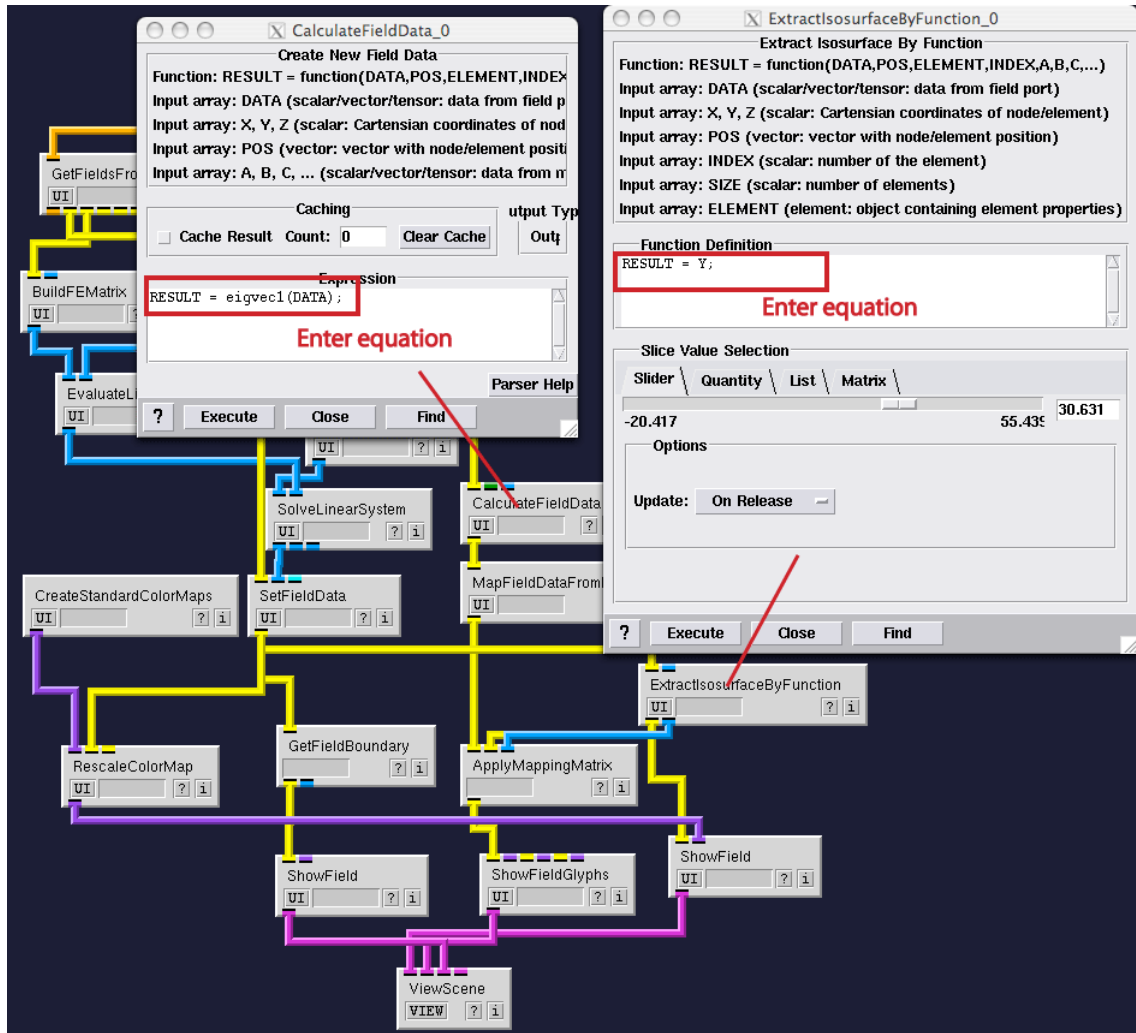 CalculateFieldData_0
Create New Field Data
Function: RESULT = function(DATA,POS,ELEMENT,INDEX
Input array: DATA (scalar/vector/tensor: data from field p
Input array: X, Y, Z (scalar: Cartensian coordinates of nod
Input array: POS (vector: vector with node/element positi
Input array: A, B, C, ... (scalar/vector/tensor: data from m
Caching
utput Typ
Cache Result Count: 0 Clear Cache
Outp
Expression
RESULT = eigvec1(DATA);
Enter equation
Parser Help
? Execute Close Find
ExtractIsosurfaceByFunction_0
Extract Isosurface By Function
Function: RESULT = function(DATA,POS,ELEMENT,INDEX,A,B,C,...)
Input array: DATA (scalar/vector/tensor: data from field port)
Input array: X, Y, Z (scalar: Cartensian coordinates of node/element)
Input array: POS (vector: vector with node/element position)
Input array: INDEX (scalar: number of the element)
Input array: SIZE (scalar: number of elements)
Input array: ELEMENT (element: object containing element properties)
Function Definition
RESULT = Y;
Enter equation
Slice Value Selection
Slider Quantity List Matrix
30.631
-20.417 55.439
Options
Update: On Release
? Execute Close Find
GetFieldsFro
UI
BuildFEMatrix
UI ?
EvaluateLi
UI
UI ? i
SolveLinearSystem
UI ? i
CalculateFieldData
UI ?
CreateStandardColorMaps
UI ? i
SetFieldData
UI ? i
MapFieldDataFrom
UI
ExtractIsosurfaceByFunction
UI ? i
RescaleColorMap
UI ? i
GetFieldBoundary
? i
ApplyMappingMatrix
? i
ShowField
UI ? i
ShowFieldGlyphs
UI ? i
ShowField
UI ? i
ViewScene
VIEW ? i